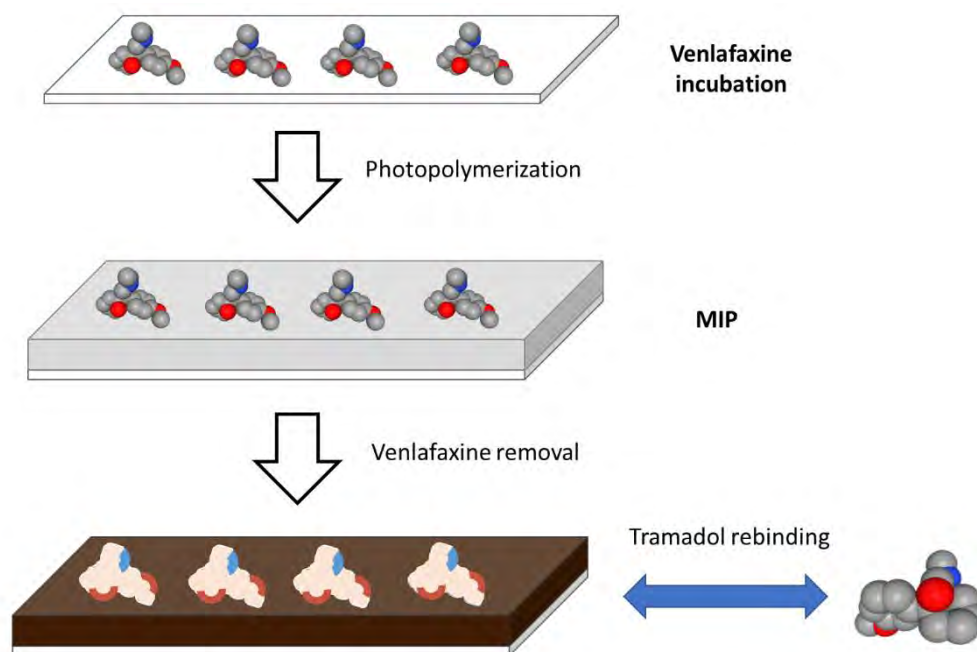 Venlafaxine
incubation
Photopolymerization
MIP
Venlafaxine removal
Tramadol rebinding